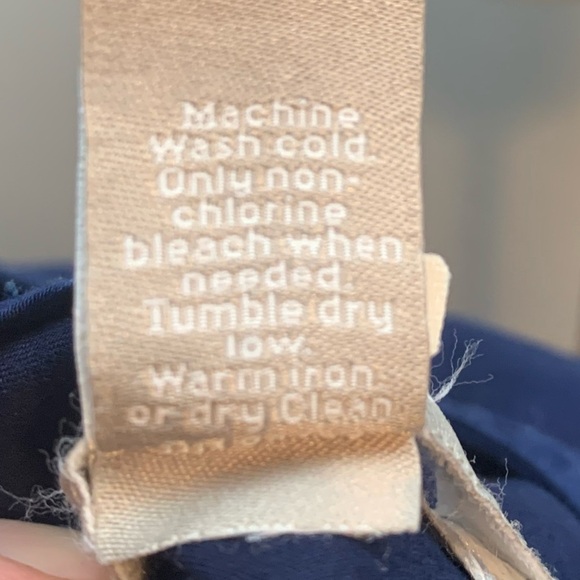 Machine
Wash cold.
Only non-
chlorine
bleach when
needed.
Tumble dry
low.
Warm iron
or dry Clean